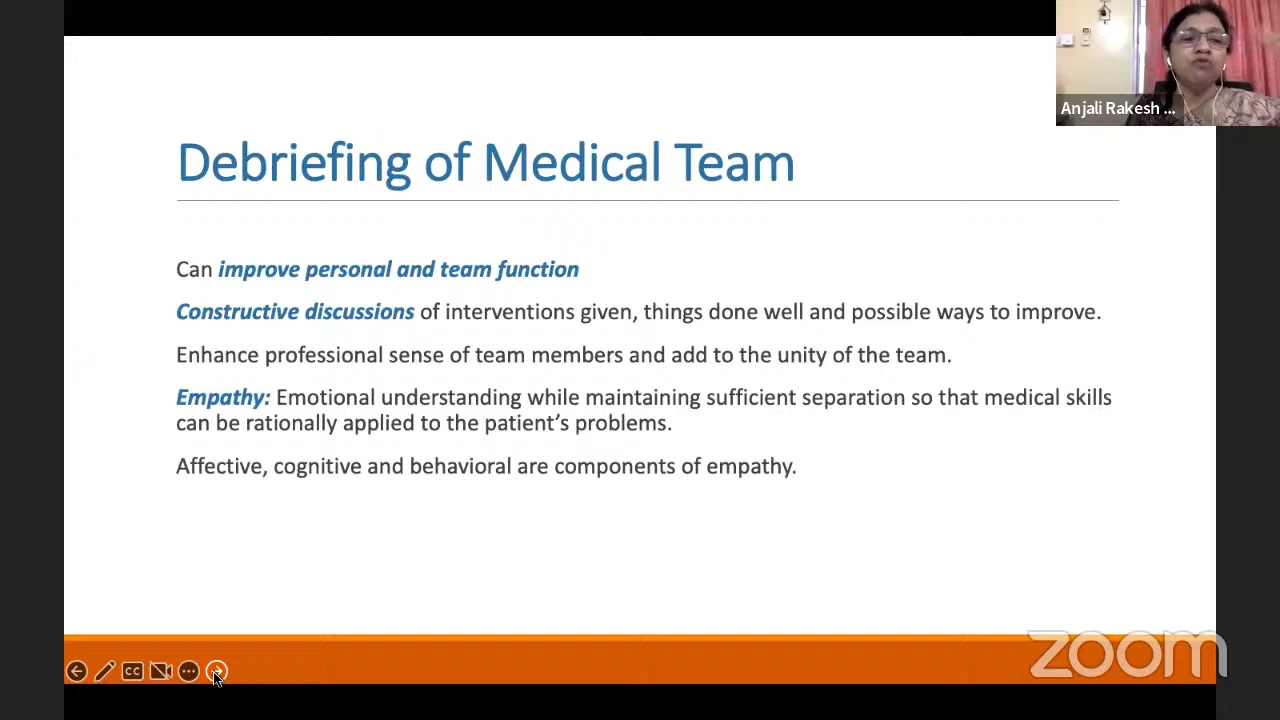 Anjali Rakesh ...
Debriefing of Medical Team
Can improve personal and team function
Constructive discussions of interventions given, things done well and possible ways to improve.
Enhance professional sense of team members and add to the unity of the team.
Empathy: Emotional understanding while maintaining sufficient separation so that medical skills
can be rationally applied to the patient's problems.
Affective, cognitive and behavioral are components of empathy.
CC
zoom